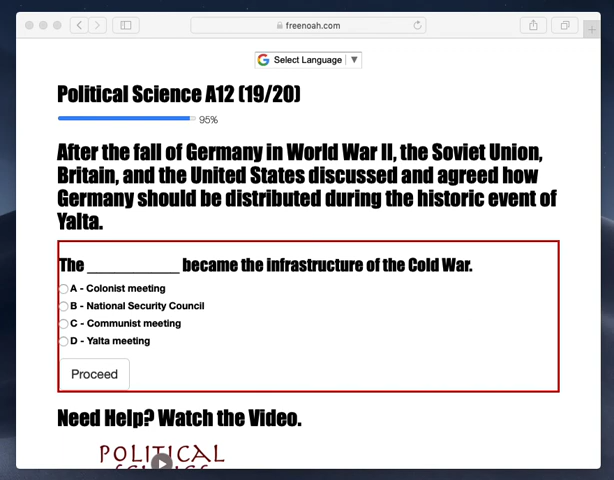 freenoah.com
Select Language ▼
Political Science A12 (19/20)
95%
After the fall of Germany in World War II, the Soviet Union,
Britain, and the United States discussed and agreed how
Germany should be distributed during the historic event of
Yalta.
The __________ became the infrastructure of the Cold War.
A - Colonist meeting
B - National Security Council
C - Communist meeting
D - Yalta meeting
Proceed
Need Help? Watch the Video.
POLITICAL